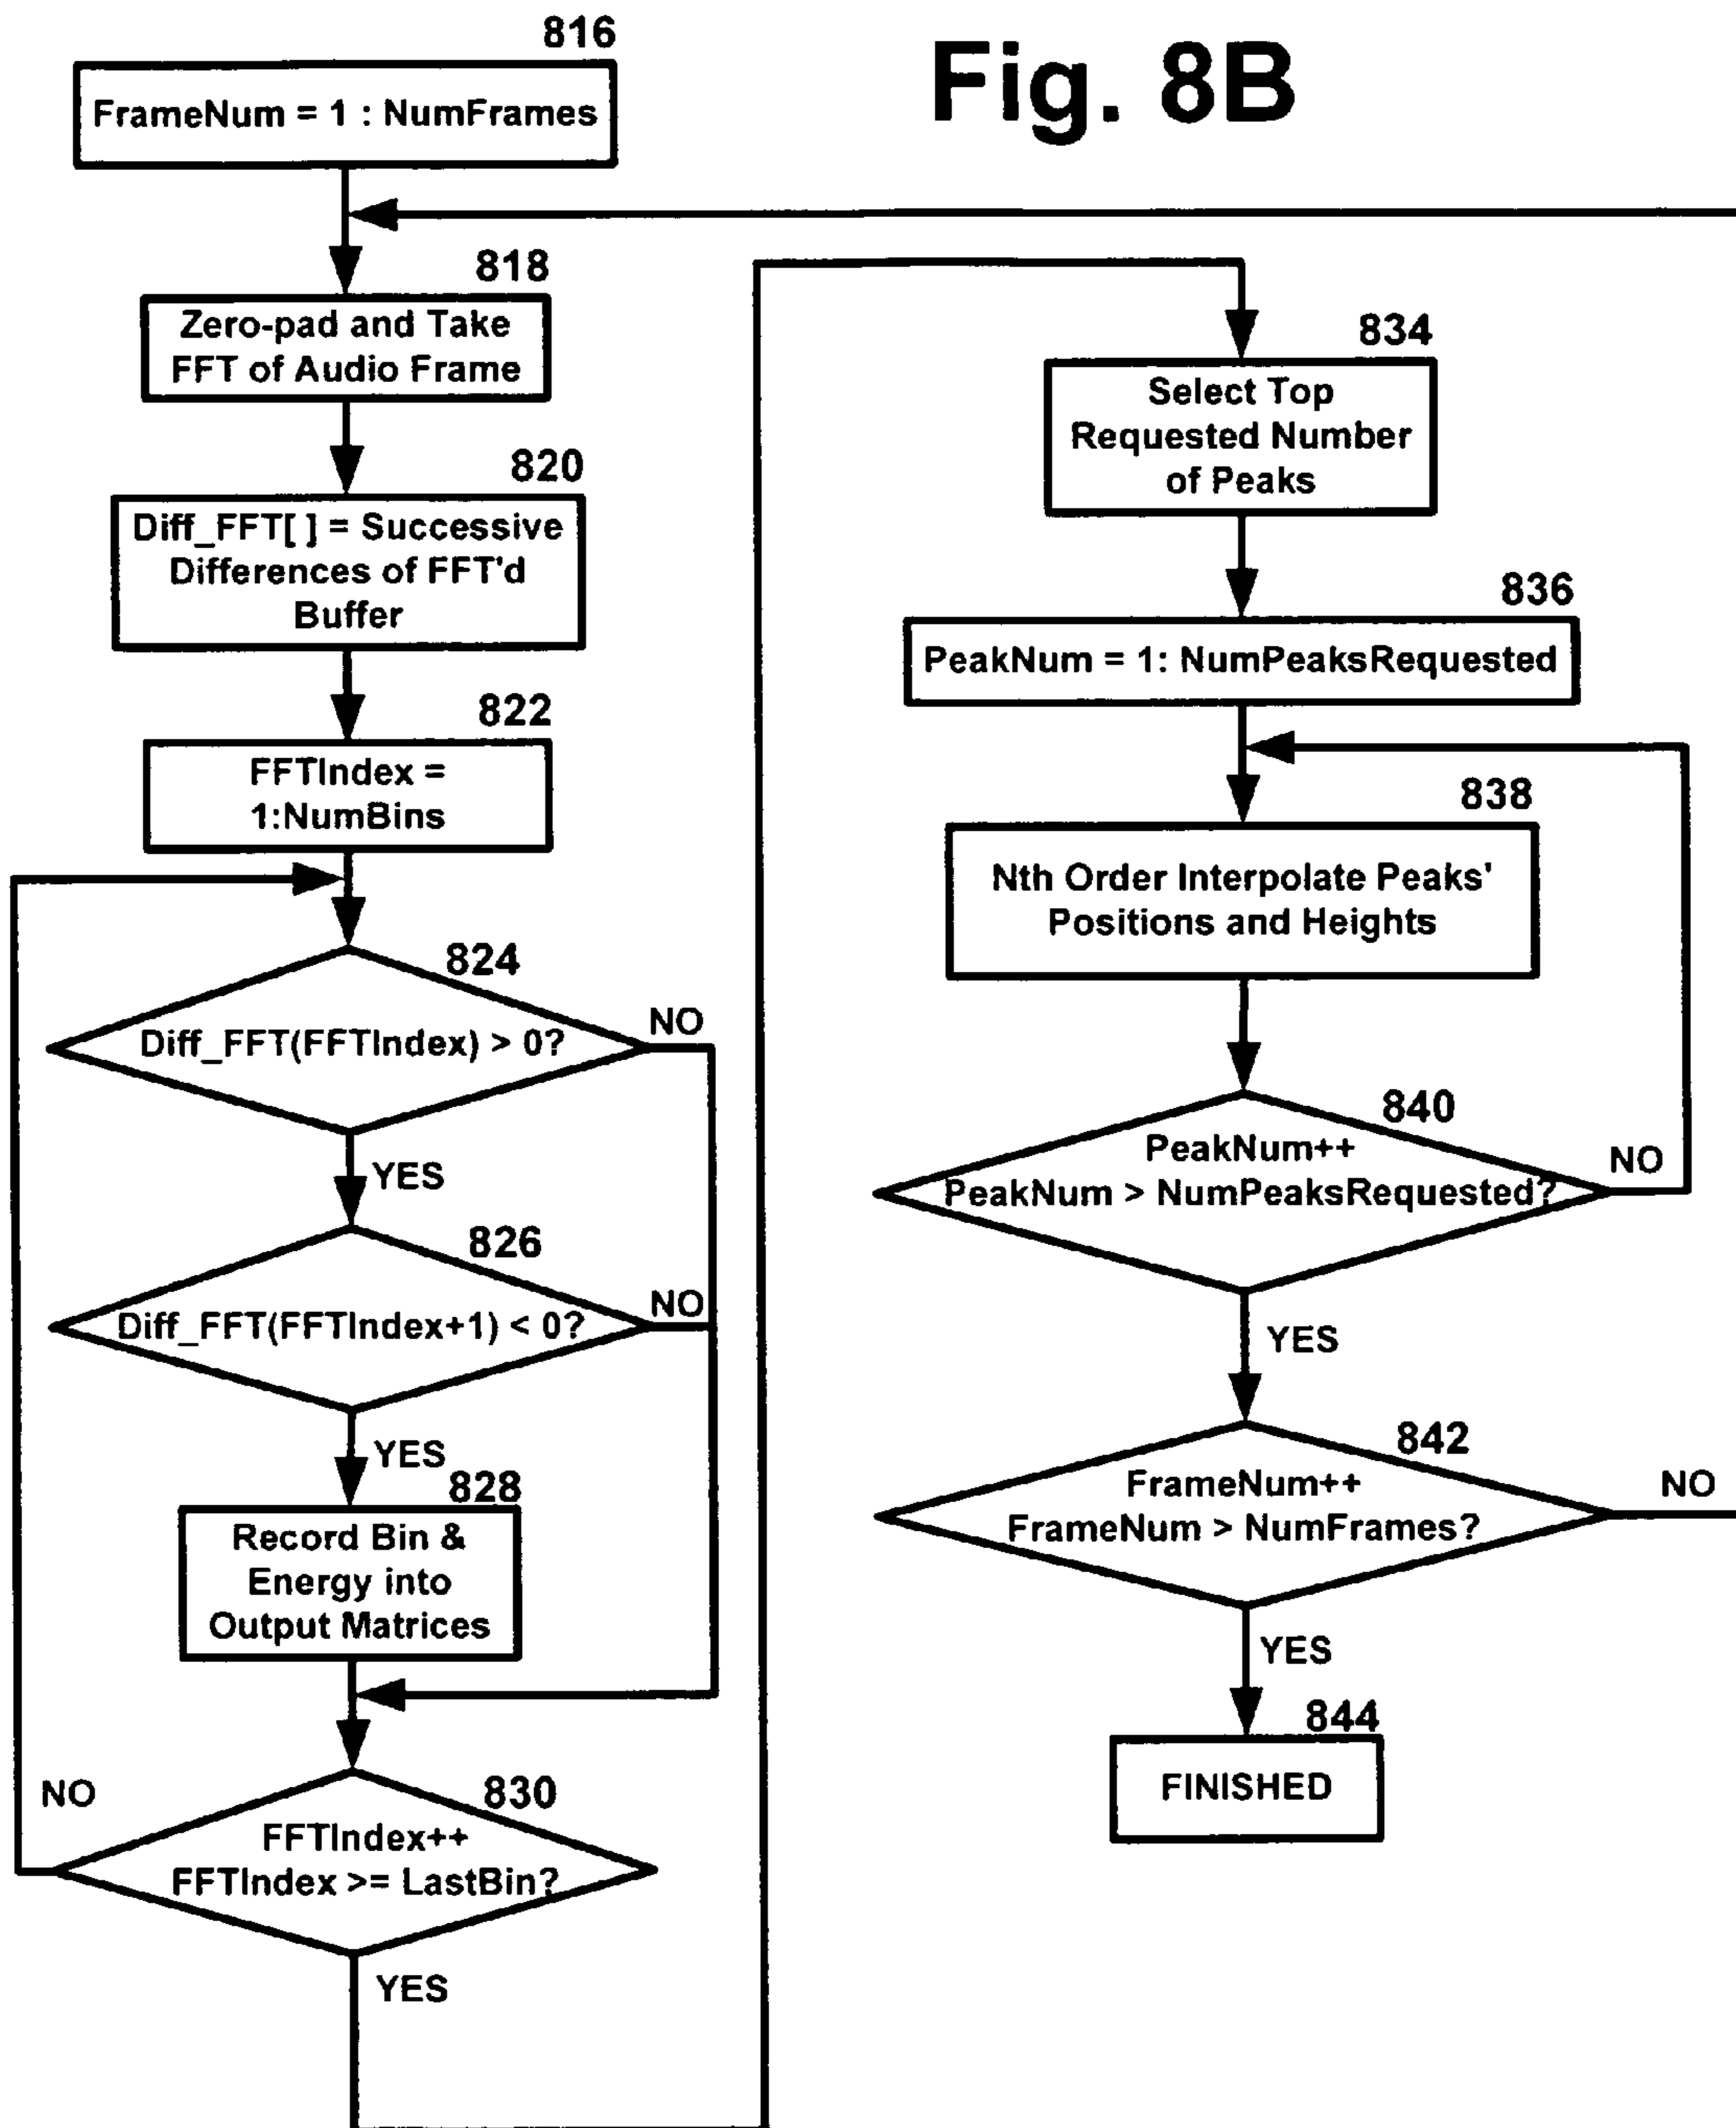 Fig. 8B
816
FrameNum = 1 : NumFrames
818
Zero-pad and Take
FFT of Audio Frame
820
Diff_FFT[ ] = Successive
Differences of FFT'd
Buffer
822
FFTIndex =
1:NumBins
824
Diff_FFT(FFTIndex) > 0?
NO
YES
826
Diff_FFT(FFTIndex+1) < 0?
NO
YES
828
Record Bin &
Energy into
Output Matrices
830
NO
FFTIndex++
FFTIndex >= LastBin?
YES
834
Select Top
Requested Number
of Peaks
836
PeakNum = 1: NumPeaksRequested
838
Nth Order Interpolate Peaks'
Positions and Heights
840
PeakNum++
PeakNum > NumPeaksRequested?
NO
YES
842
FrameNum++
FrameNum > NumFrames?
NO
YES
844
FINISHED